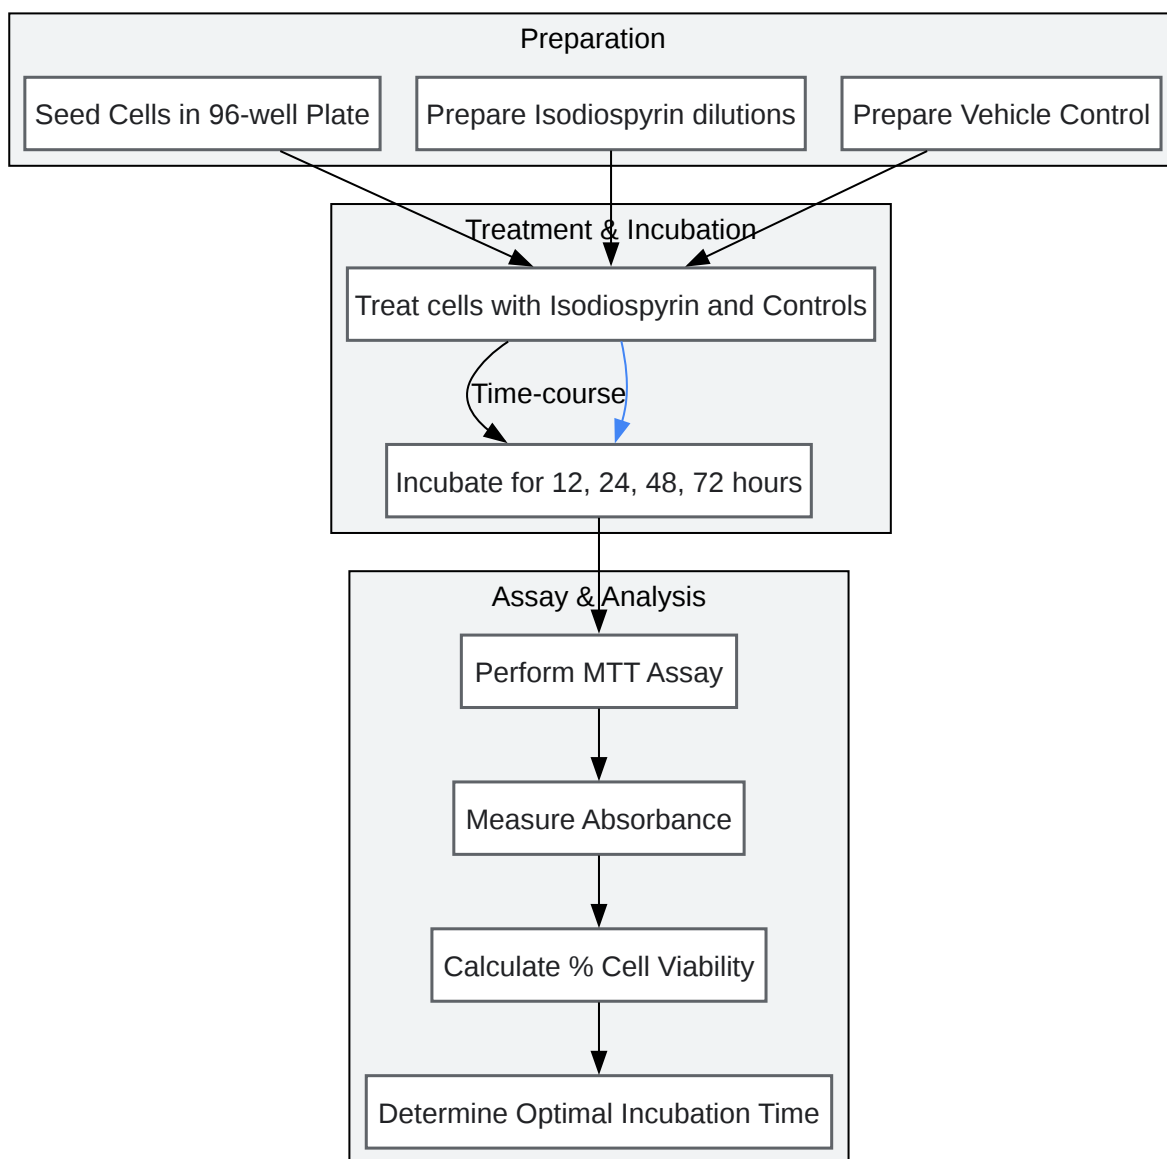 Preparation
Seed Cells in 96-well Plate
Prepare Isodiospyrin dilutions
Prepare Vehicle Control
Treatment & Incubation
Treat cells with Isodiospyrin and Controls
Time-course
Incubate for 12, 24, 48, 72 hours
Assay & Analysis
Perform MTT Assay
Measure Absorbance
Calculate % Cell Viability
Determine Optimal Incubation Time